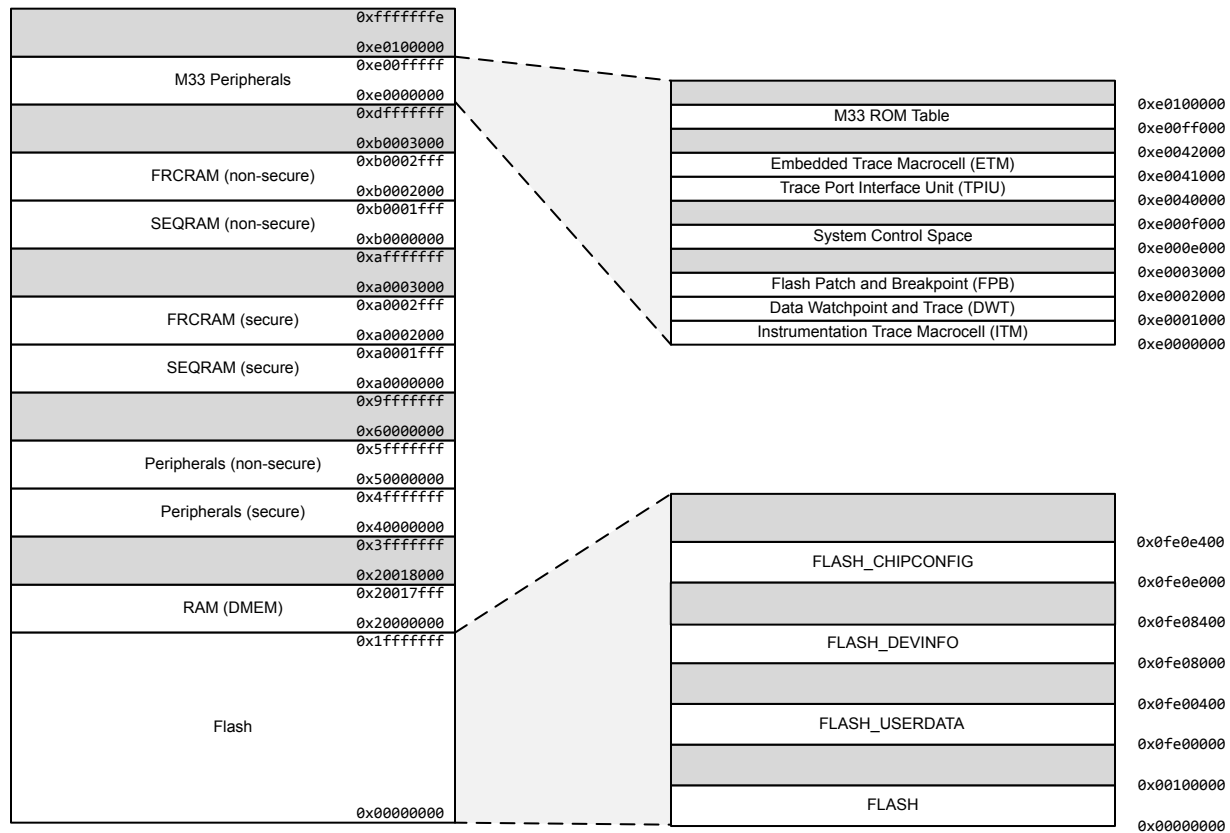 0xfffffffe
0xe0100000
M33 Peripherals
0xe00fffff
0xe0000000
0xdfffffff
0xb0003000
FRCRAM (non-secure)
0xb0002fff
0xb0002000
SEQRAM (non-secure)
0xb0001fff
0xb0000000
0xafffffff
0xa0003000
FRCRAM (secure)
0xa0002fff
0xa0002000
SEQRAM (secure)
0xa0001fff
0xa0000000
0x9fffffff
0x60000000
Peripherals (non-secure)
0x5fffffff
0x50000000
Peripherals (secure)
0x4fffffff
0x40000000
0x3fffffff
0x20018000
RAM (DMEM)
0x20017fff
0x20000000
0x1fffffff
Flash
0x00000000
0xe0100000
M33 ROM Table
0xe00ff000
0xe0042000
Embedded Trace Macrocell (ETM)
0xe0041000
Trace Port Interface Unit (TPIU)
0xe0040000
0xe000f000
System Control Space
0xe000e000
0xe0003000
Flash Patch and Breakpoint (FPB)
0xe0002000
Data Watchpoint and Trace (DWT)
0xe0001000
Instrumentation Trace Macrocell (ITM)
0xe0000000
0x0fe0e400
FLASH_CHIPCONFIG
0x0fe0e000
0x0fe08400
FLASH_DEVINFO
0x0fe08000
0x0fe00400
FLASH_USERDATA
0x0fe00000
0x00100000
FLASH
0x00000000